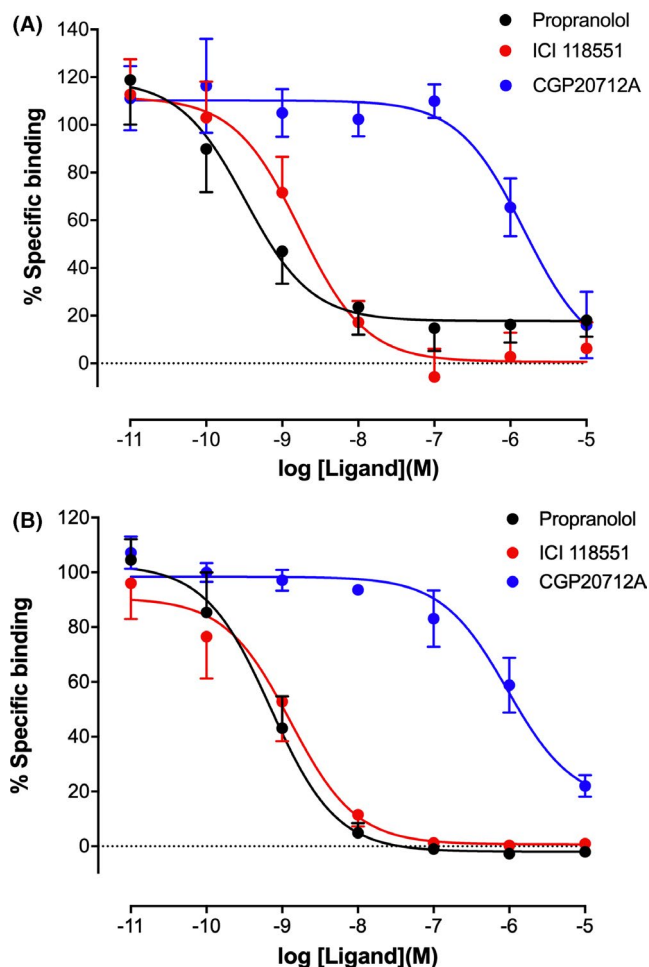 (A)
Propranolol
ICI 118551
CGP20712A
140
120
100
80
60
40
20
0
% Specific binding
-11 -10 -9 -8 -7 -6 -5
log [Ligand](M)
(B)
Propranolol
ICI 118551
CGP20712A
120
100
80
60
40
20
0
% Specific binding
-11 -10 -9 -8 -7 -6 -5
log [Ligand](M)